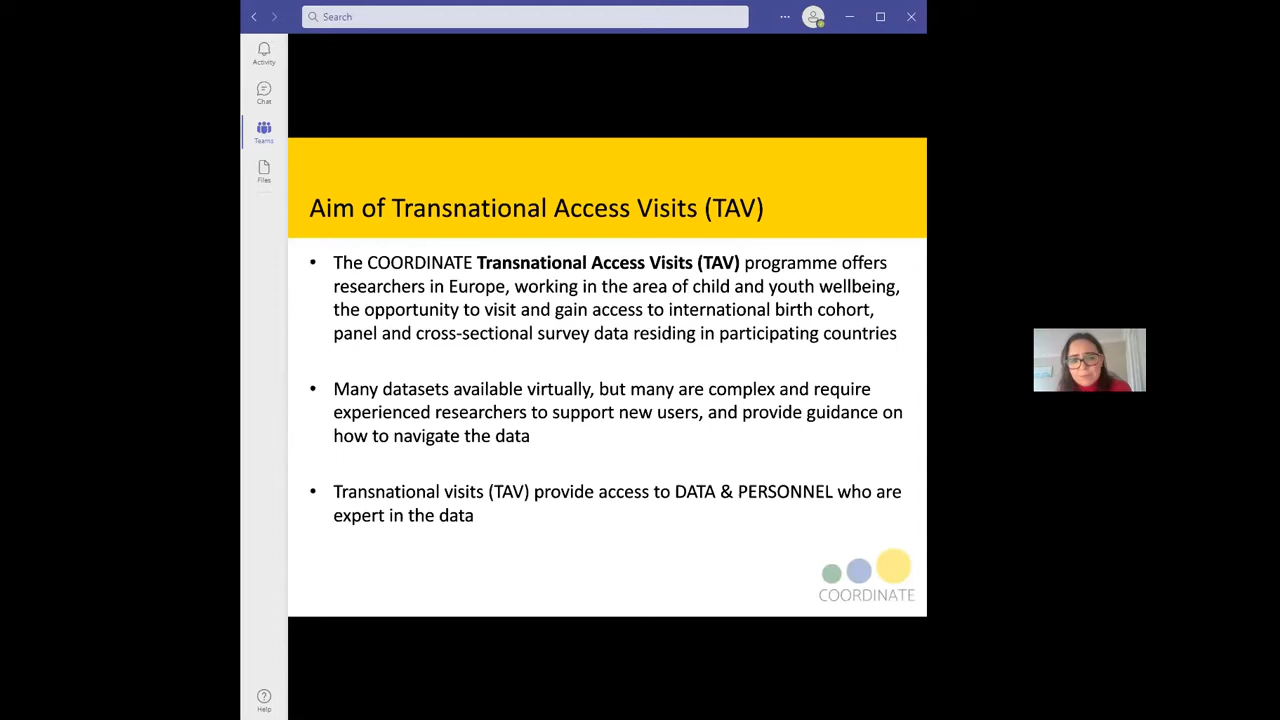 Search
Activity
Chat
Teams
Files
Aim of Transnational Access Visits (TAV)
• The COORDINATE Transnational Access Visits (TAV) programme offers
researchers in Europe, working in the area of child and youth wellbeing,
the opportunity to visit and gain access to international birth cohort,
panel and cross-sectional survey data residing in participating countries
• Many datasets available virtually, but many are complex and require
experienced researchers to support new users, and provide guidance on
how to navigate the data
• Transnational visits (TAV) provide access to DATA & PERSONNEL who are
expert in the data
COORDINATE
Help